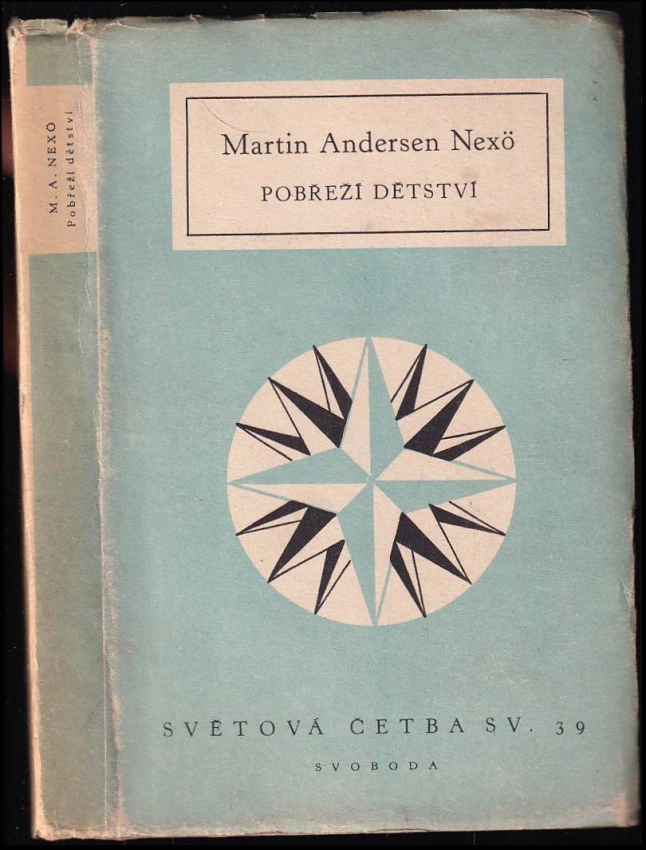 M. A. NEXÖ
Pobřeží dětství
Martin Andersen Nexö
POBŘEŽÍ DĚTSTVÍ
SVĚTOVÁ ČETBA SV. 39
SVOBODA